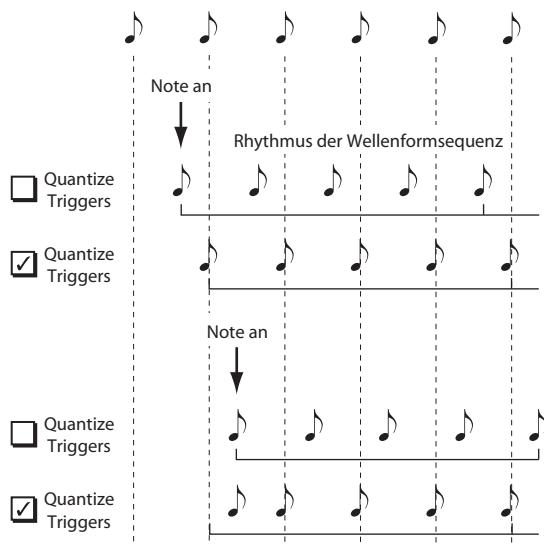 Note an
Rhythmus der Wellenformsequenz
Quantize
Triggers
Quantize
Triggers
Note an
Quantize
Triggers
Quantize
Triggers